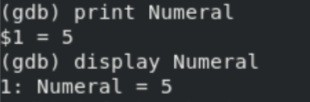 (gdb) print Numeral
$1 = 5
(gdb) display Numeral
1: Numeral = 5